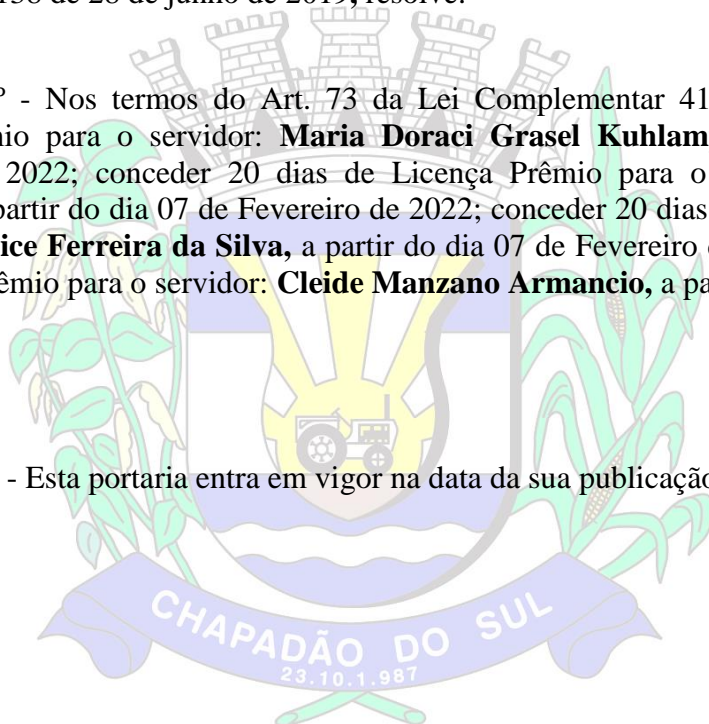 138 de 28 de junho de 2019, resolve:
º - Nos termos do Art. 73 da Lei Complementar 41
nio para o servidor: Maria Doraci Grasel Kuhlam
2022; conceder 20 dias de Licença Prêmio para o
partir do dia 07 de Fevereiro de 2022; conceder 20 dias
ice Ferreira da Silva, a partir do dia 07 de Fevereiro
rêmio para o servidor: Cleide Manzano Armancio, a pa
- Esta portaria entra em vigor na data da sua publicação
CHAPADÃO DO SUL
23.10.1.987